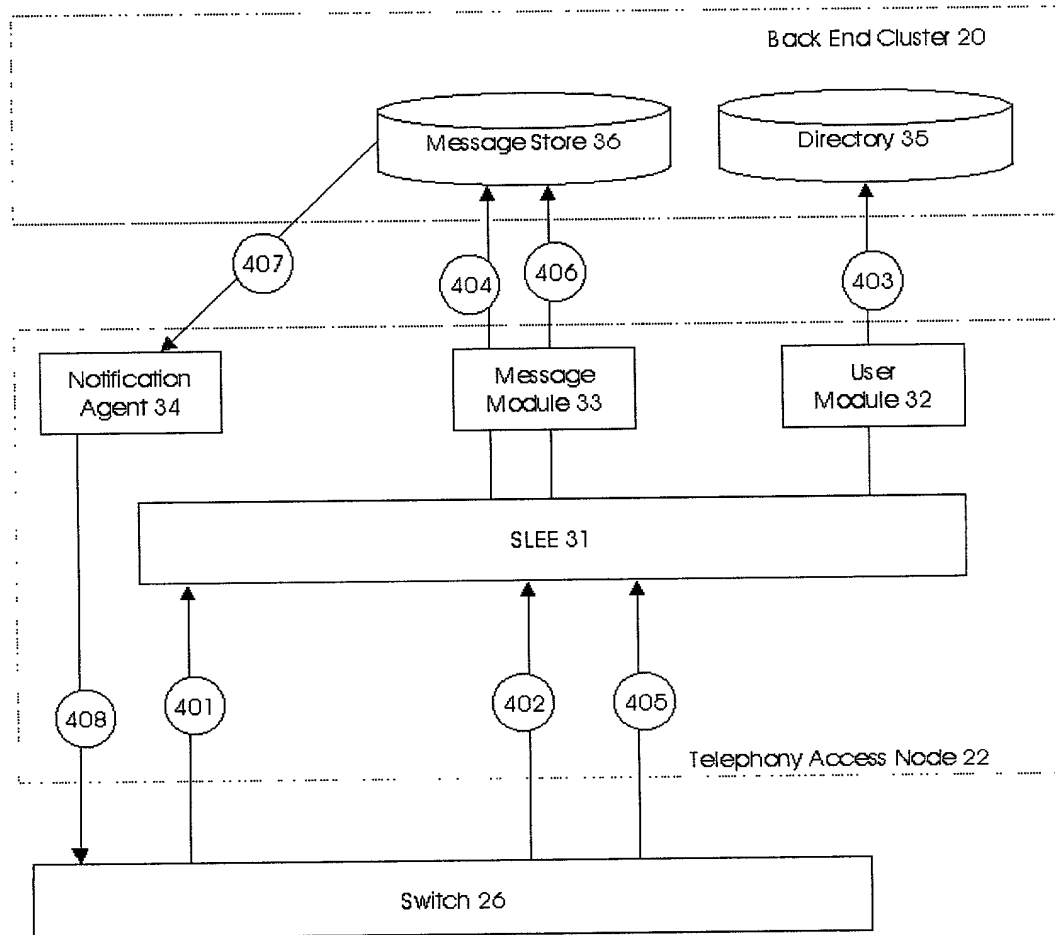 Back End Cluster 20
Message Store 36
Directory 35
407
404
406
403
Notification
Agent 34
Message
Module 33
User
Module 32
SLEE 31
408
401
402
405
Telephony Access Node 22
Switch 26